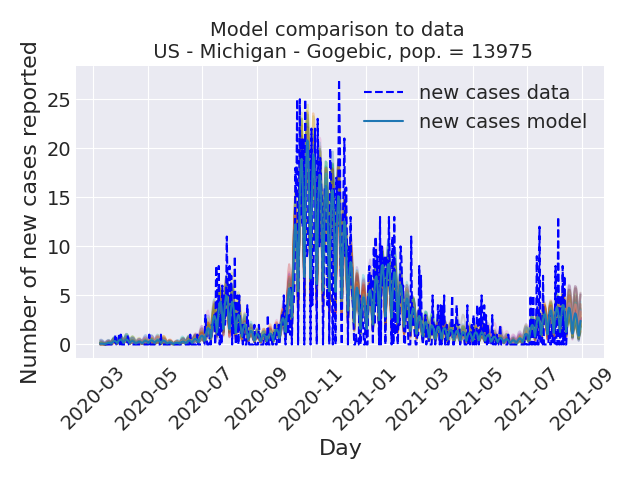 Model comparison to data
US - Michigan - Gogebic, pop. = 13975
Number of new cases reported
25
20
15
10
5
0
new cases data
new cases model
2020-03
2020-05
2020-07
2020-09
2020-11
2021-01
2021-03
2021-05
2021-07
2021-09
Day